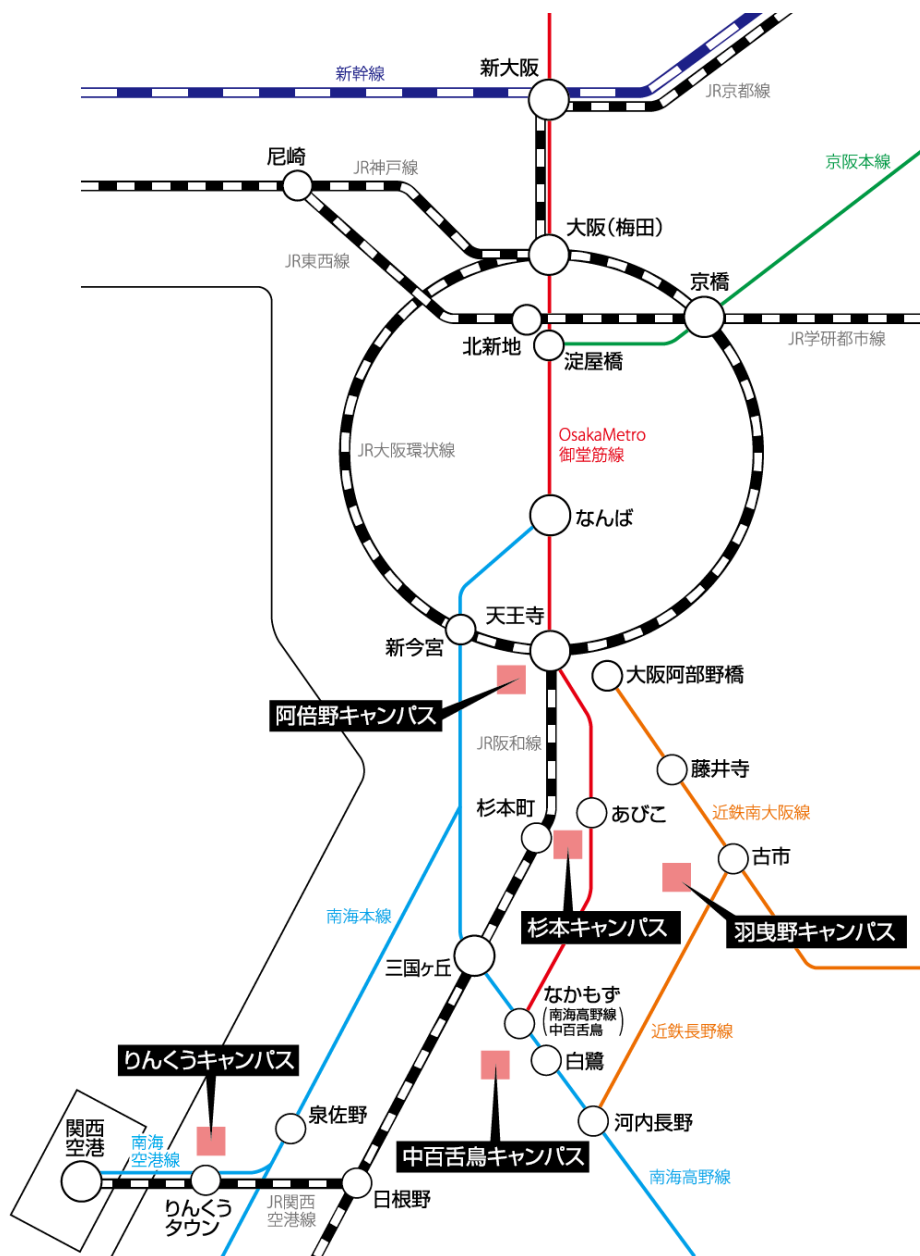 新大阪
新幹線
JR京都線
尼崎
JR神戸線
京阪本線
大阪(梅田)
JR東西線
京橋
北新地
淀屋橋
JR学研都市線
OsakaMetro
御堂筋線
JR大阪環状線
なんば
天王寺
新今宮
大阪阿部野橋
阿倍野キャンパス
JR阪和線
藤井寺
杉本町
あびこ
近鉄南大阪線
古市
南海本線
杉本キャンパス
羽曳野キャンパス
三国ヶ丘
なかもず
(南海高野線
中百舌鳥)
近鉄長野線
りんくうキャンパス
白鷺
関西
空港
泉佐野
河内長野
南海
空港線
中百舌鳥キャンパス
南海高野線
りんくう
タウン
JR関西
空港線
日根野